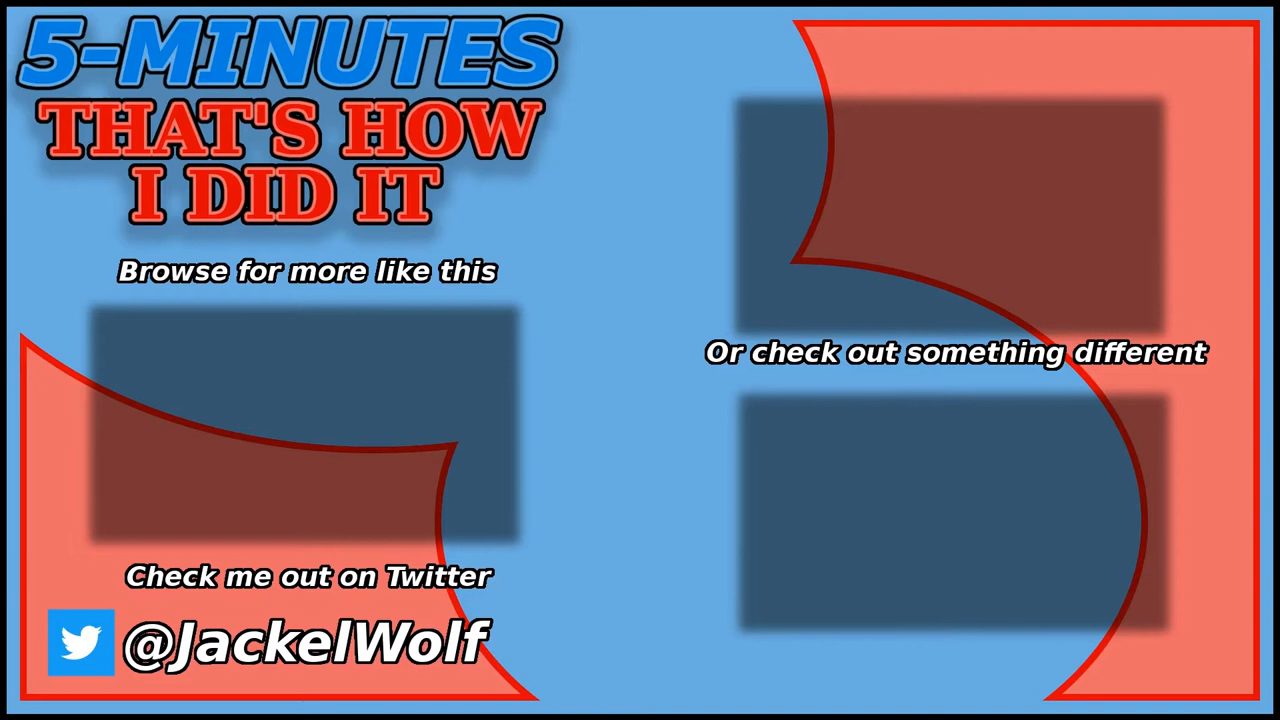 5-MINUTES
THAT'S HOW
I DID IT
Browse for more like this
Or check out something different
Check me out on Twitter
@JackelWolf